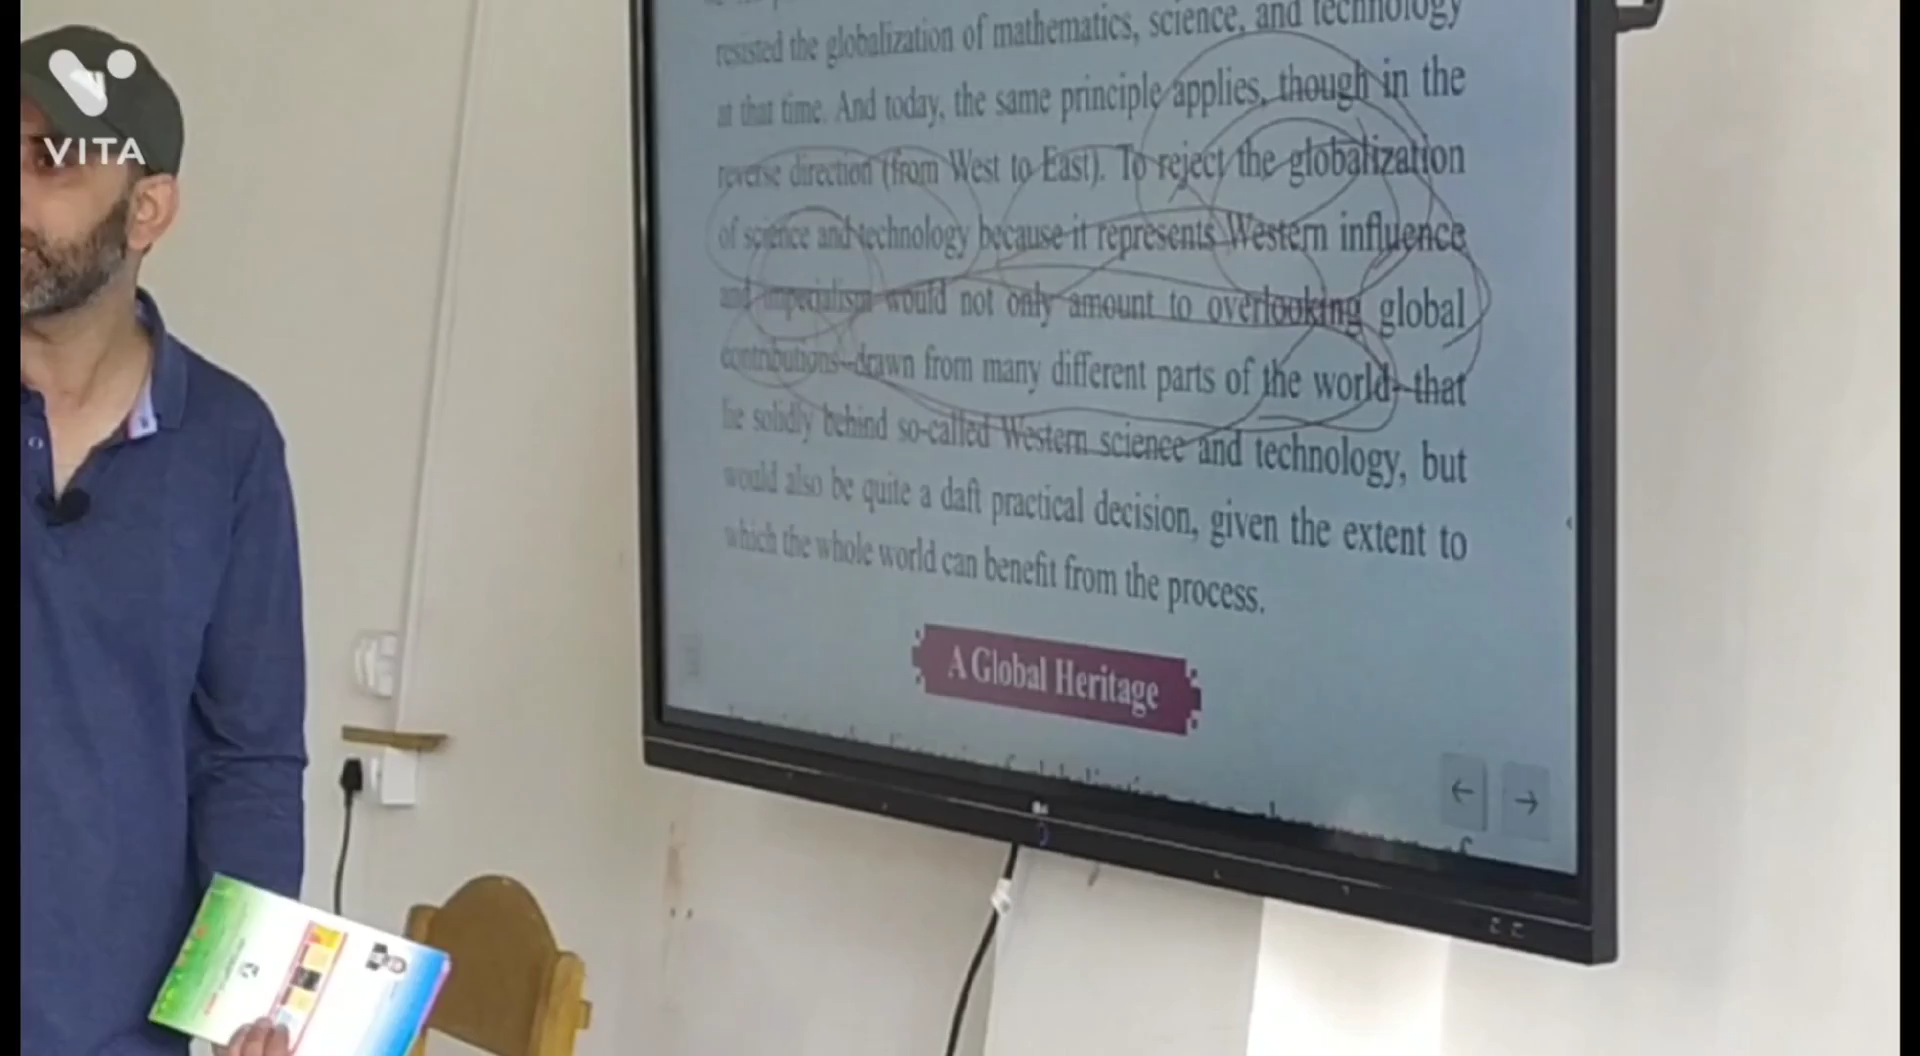 VITA
resisted the globalization of mathematics, science, and technology
at that time. And today, the same principle applies, though in the
reverse direction (from West to East). To reject the globalization
of science and technology because it represents Western influence
and imperialism would not only amount to overlooking global
contributions--drawn from many different parts of the world--that
lie solidly behind so-called Western science and technology, but
would also be quite a daft practical decision, given the extent to
which the whole world can benefit from the process.
A Global Heritage